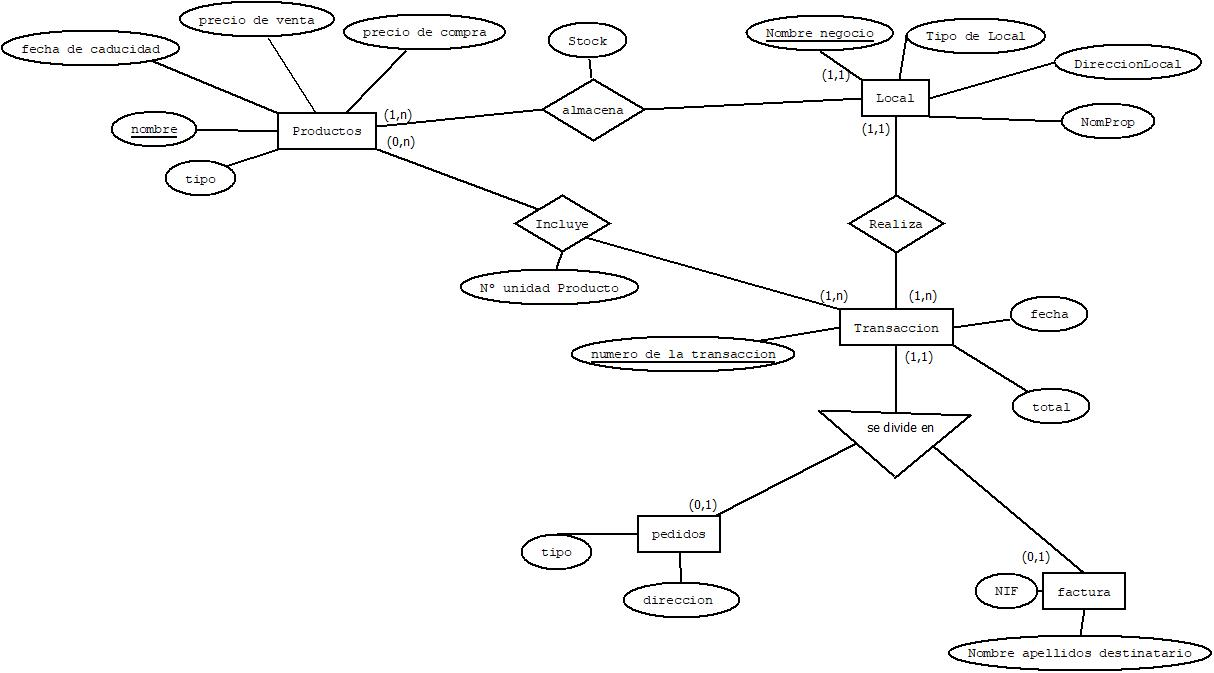 precio de venta
precio de compra
fecha de caducidad
Stock
Nombre negocio
Tipo de Local
DireccionLocal
(1,1)
Local
almacena
(1,n)
Productos
nombre
(0,n)
(1,1)
NomProp
tipo
Incluye
Realiza
Nº unidad Producto
(1,n)
(1,n)
fecha
Transaccion
numero de la transaccion
(1,1)
total
se divide en
(0,1)
pedidos
tipo
(0,1)
direccion
NIF
factura
Nombre apellidos destinatario